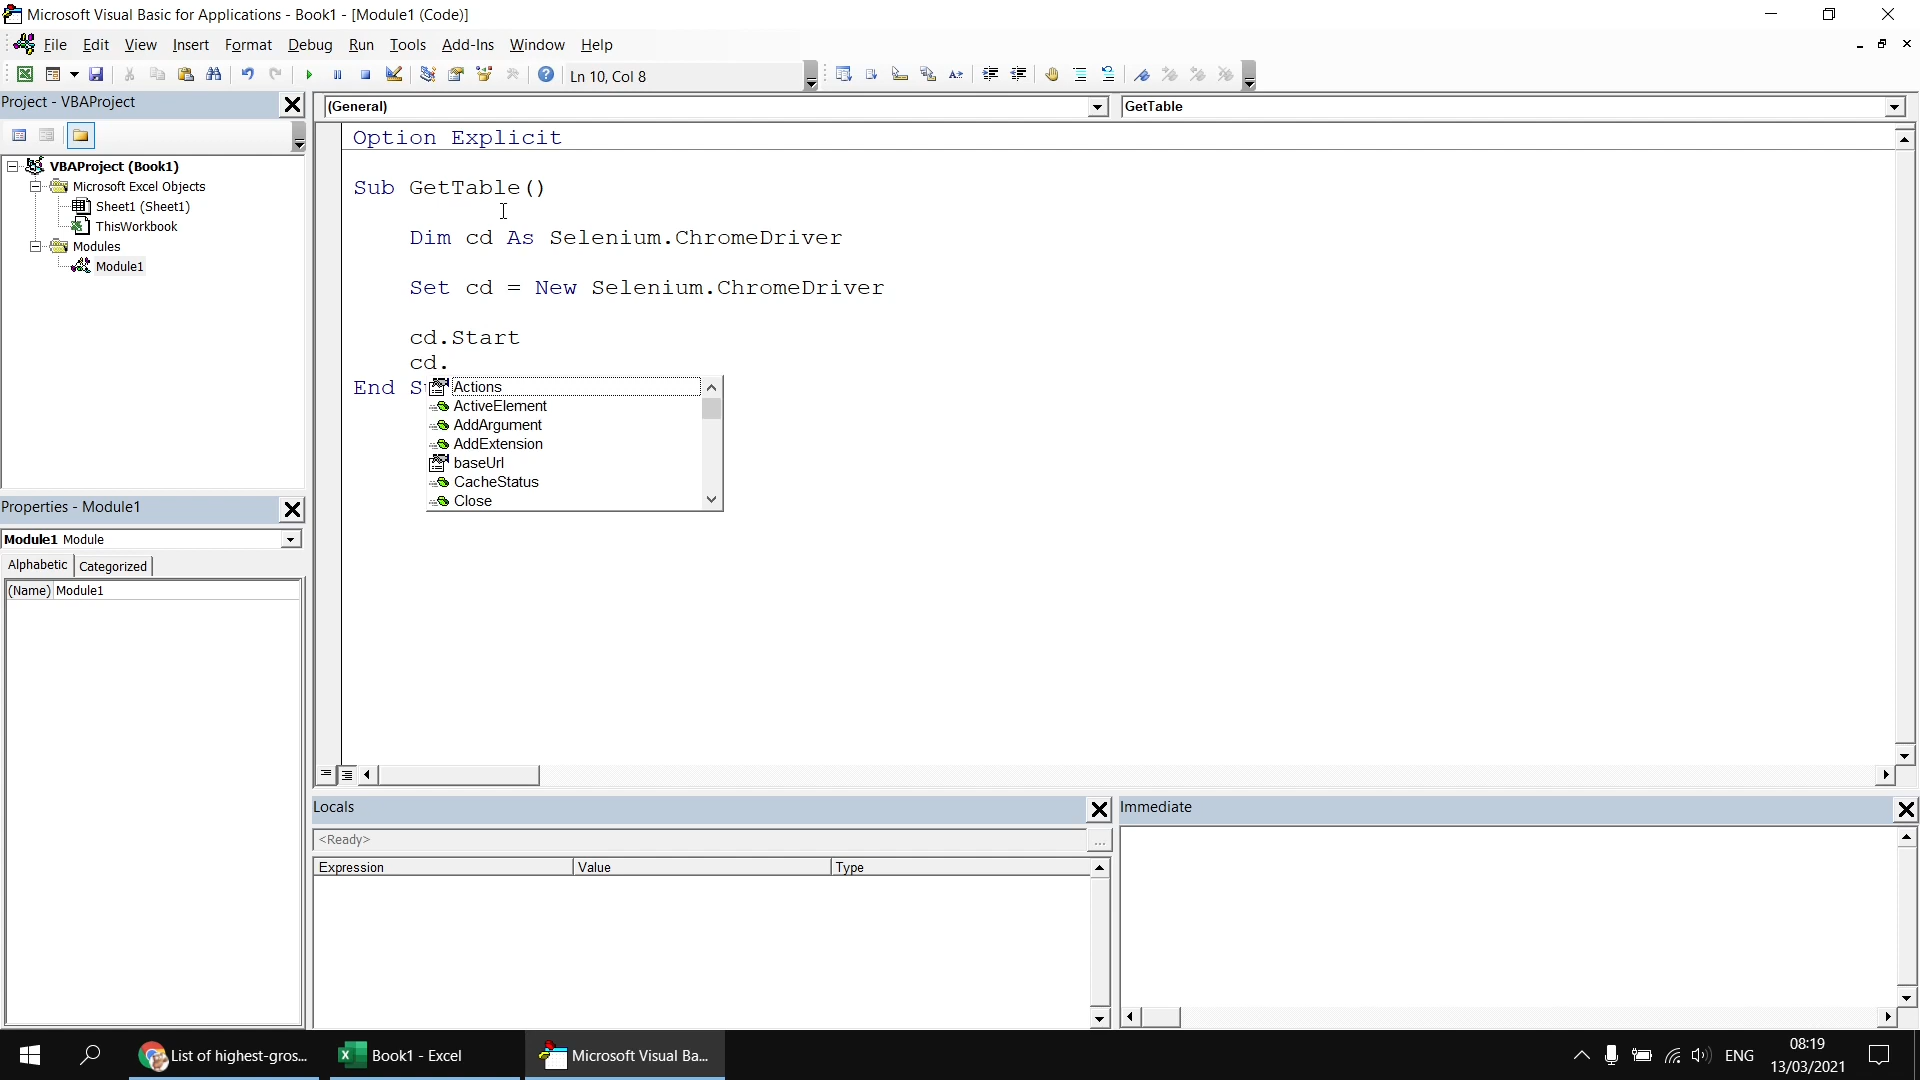 Microsoft Visual Basic for Applications - Book1 - [Module1 (Code)]
File Edit View Insert Format Debug Run Tools Add-Ins Window Help
Ln 10, Col 8
Project - VBAProject
(General)
GetTable
VBAProject (Book1)
Microsoft Excel Objects
Sheet1 (Sheet1)
ThisWorkbook
Modules
Module1
Option Explicit
Sub GetTable()
Dim cd As Selenium.ChromeDriver
Set cd = New Selenium.ChromeDriver
cd.Start
cd.
End S
Actions
ActiveElement
AddArgument
AddExtension
baseUrl
CacheStatus
Close
Properties - Module1
Module1 Module
Alphabetic Categorized
(Name) Module1
Locals
<Ready>
...
Expression Value Type
Immediate
List of highest-gros...
Book1 - Excel
Microsoft Visual Ba...
ENG
08:19
13/03/2021